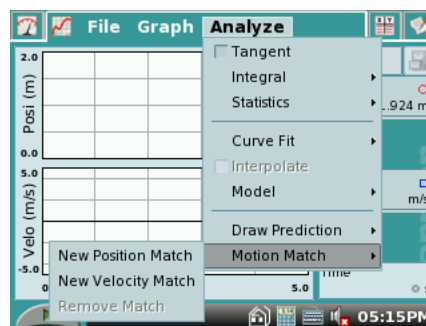 File Graph Analyze
2.0
Posi (m)
0.0
5.0
Velo (m/s)
-5.0
0
5.0
Tangent
Integral
Statistics
Curve Fit
Interpolate
Model
Draw Prediction
Motion Match
New Position Match
New Velocity Match
Remove Match
.924 m
m/s
Time
05:15PM